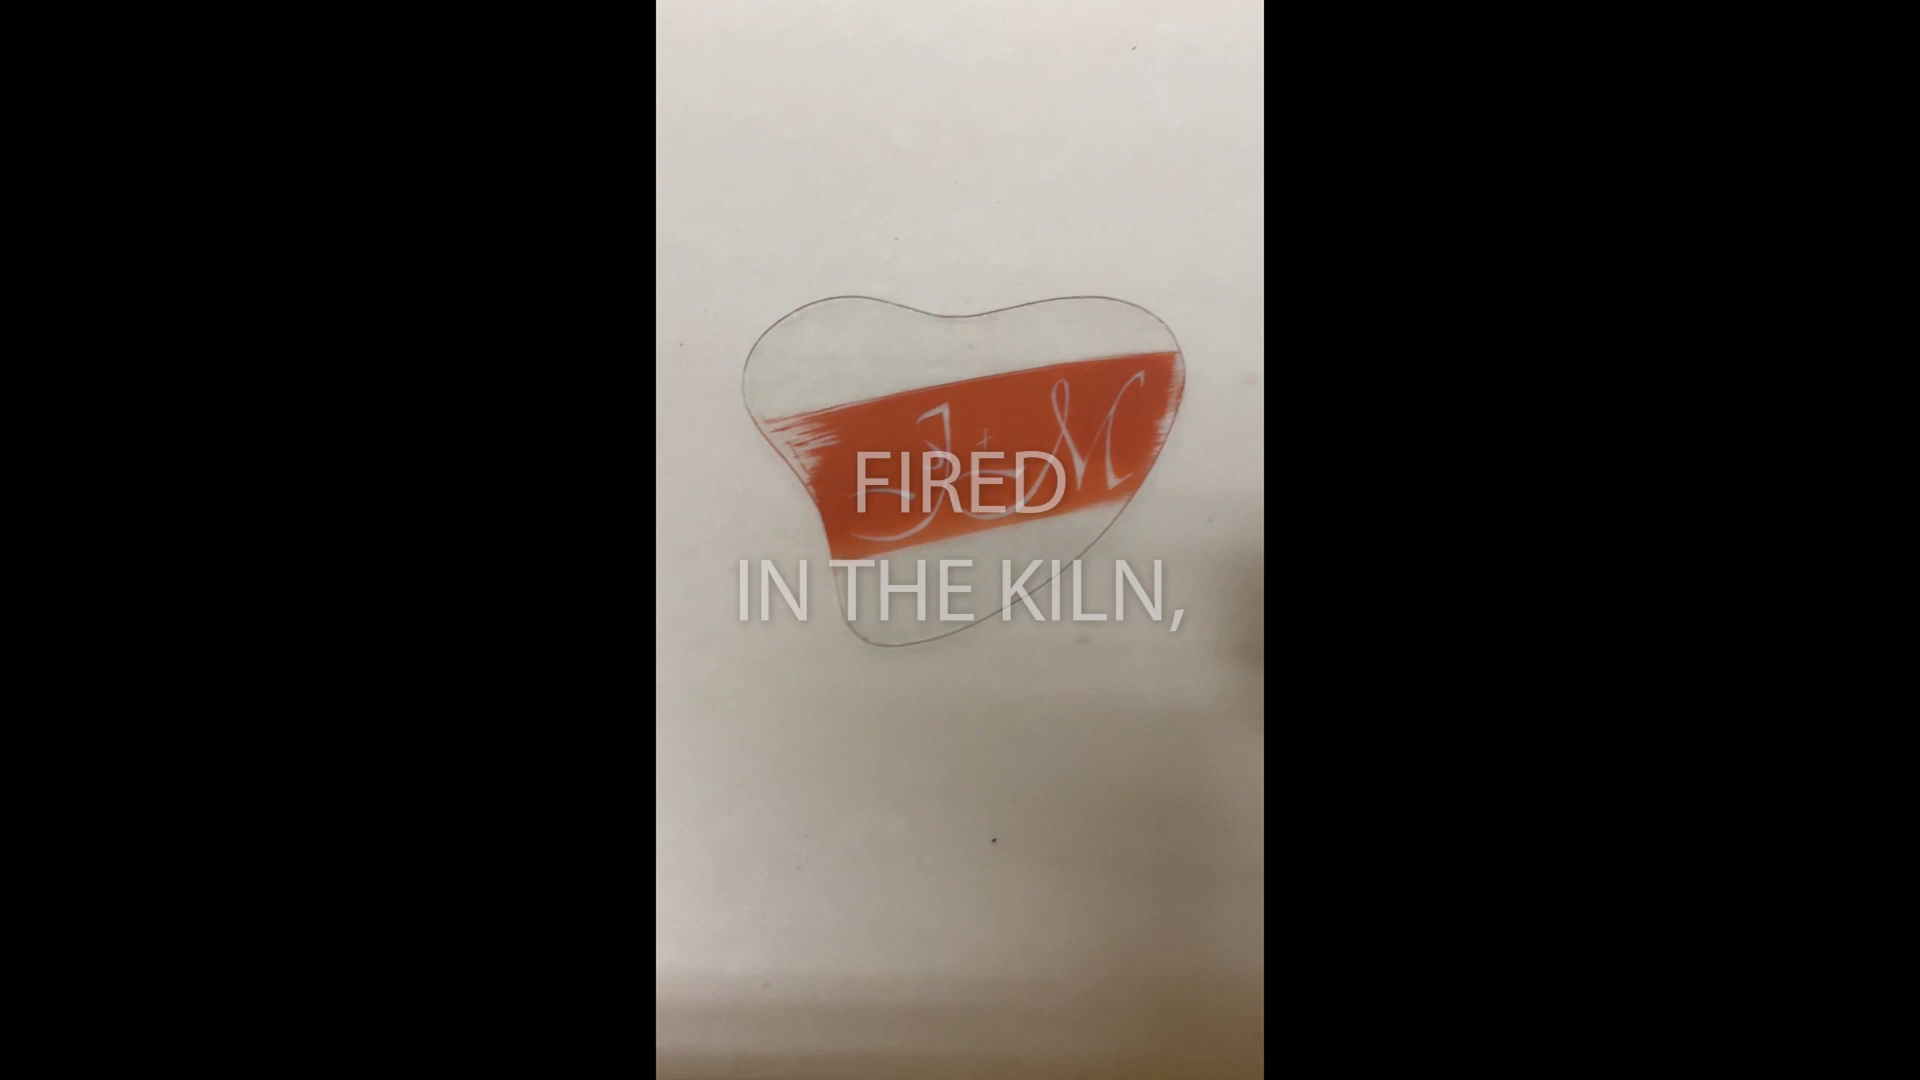 J + M
FIRED
IN THE KILN,